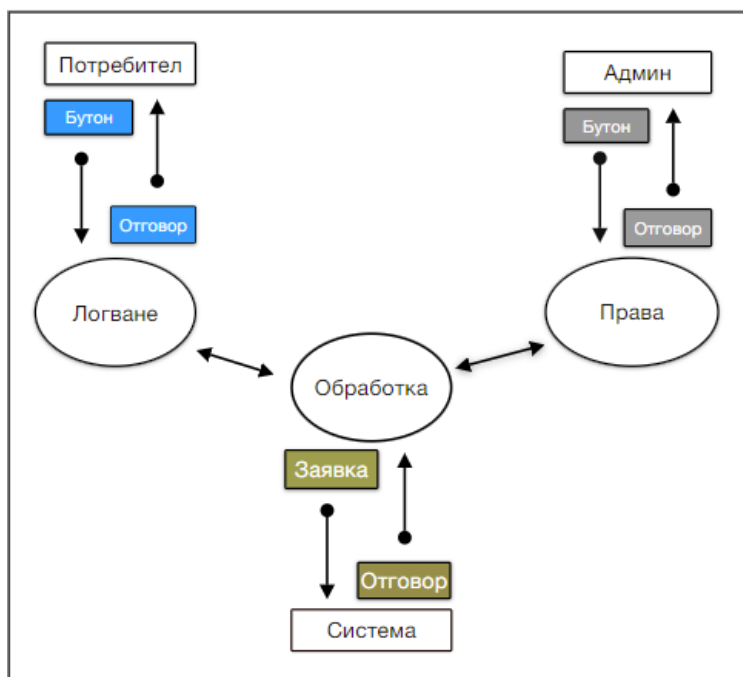 Потребител
Админ
Бутон
Бутон
Отговор
Отговор
Логване
Права
Обработка
Заявка
Отговор
Система